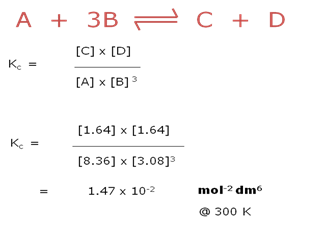 A + 3B ⇌ C + D
[C] x [D]
Kc =
[A] x [B] ³
[1.64] x [1.64]
Kc =
[8.36] x [3.08]³
= 1.47 x 10⁻² mol⁻² dm⁶
@ 300 K